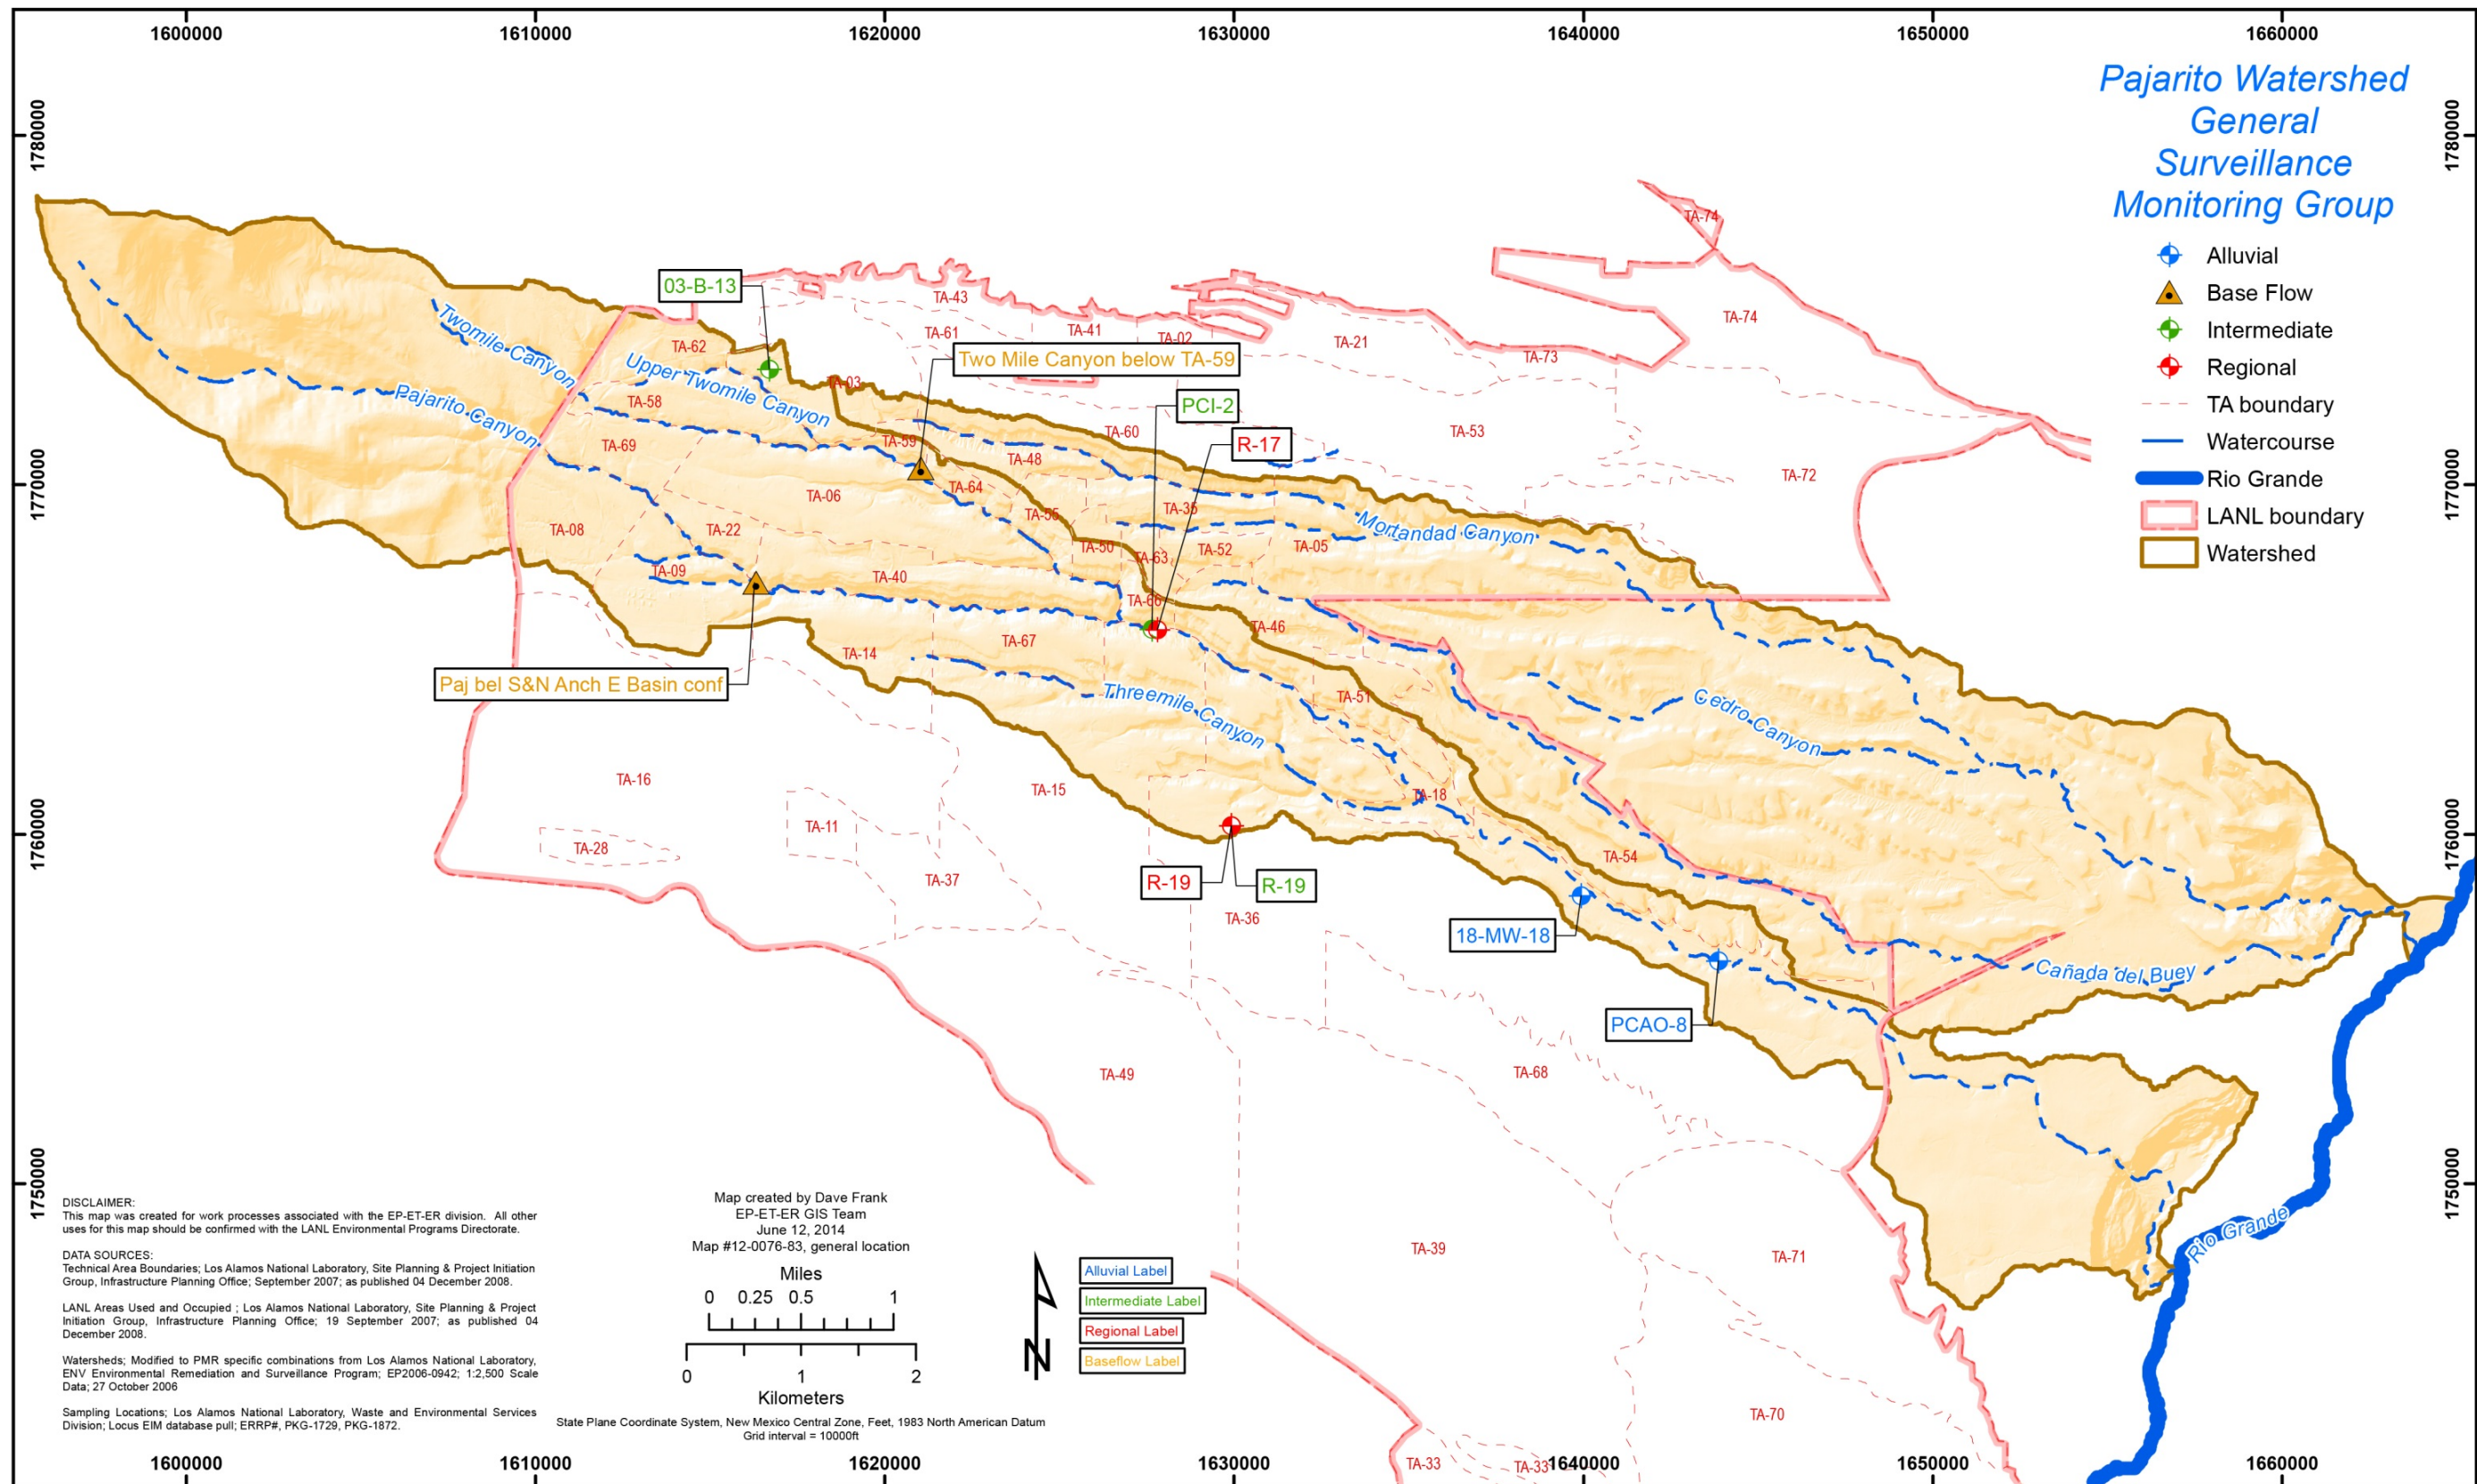 1600000 1610000 1620000 1630000 1640000 1650000 1660000
Pajarito Watershed
General
Surveillance
Monitoring Group
Alluvial
Base Flow
Intermediate
Regional
TA boundary
Watercourse
Rio Grande
LANL boundary
Watershed
1780000
1780000
1770000
1770000
1760000
1760000
1750000
1750000
TA-74
03-B-13
TA-43
TA-74
TA-61
TA-41
TA-02
TA-21
TA-73
Twomile Canyon
TA-62
Two Mile Canyon below TA-59
Upper Twomile Canyon
TA-03
Pajarito Canyon
TA-58
PCI-2
TA-69
TA-59
TA-60
R-17
TA-53
TA-48
TA-72
TA-06
TA-64
TA-55
TA-35
Mortandad Canyon
TA-08
TA-22
TA-50
TA-63
TA-52
TA-05
TA-09
TA-40
TA-66
TA-46
TA-67
TA-14
Paj bel S&N Anch E Basin conf
Threemile Canyon
TA-51
Cedro Canyon
TA-16
TA-15
TA-18
TA-11
TA-28
TA-54
TA-37
R-19
R-19
TA-36
18-MW-18
Cañada del Buey
PCAO-8
TA-49
TA-68
TA-39
TA-71
Rio Grande
TA-70
TA-33
TA-33
DISCLAIMER:
This map was created for work processes associated with the EP-ET-ER division. All other
uses for this map should be confirmed with the LANL Environmental Programs Directorate.
DATA SOURCES:
Technical Area Boundaries; Los Alamos National Laboratory, Site Planning & Project Initiation
Group, Infrastructure Planning Office; September 2007; as published 04 December 2008.
LANL Areas Used and Occupied ; Los Alamos National Laboratory, Site Planning & Project
Initiation Group, Infrastructure Planning Office; 19 September 2007; as published 04
December 2008.
Watersheds; Modified to PMR specific combinations from Los Alamos National Laboratory,
ENV Environmental Remediation and Surveillance Program; EP2006-0942; 1:2,500 Scale
Data; 27 October 2006
Sampling Locations; Los Alamos National Laboratory, Waste and Environmental Services
Division; Locus EIM database pull; ERRP#, PKG-1729, PKG-1872.
Map created by Dave Frank
EP-ET-ER GIS Team
June 12, 2014
Map #12-0076-83, general location
Miles
0 0.25 0.5 1
0 1 2
Kilometers
State Plane Coordinate System, New Mexico Central Zone, Feet, 1983 North American Datum
Grid interval = 10000ft
N
Alluvial Label
Intermediate Label
Regional Label
Baseflow Label
1600000 1610000 1620000 1630000 1640000 1650000 1660000